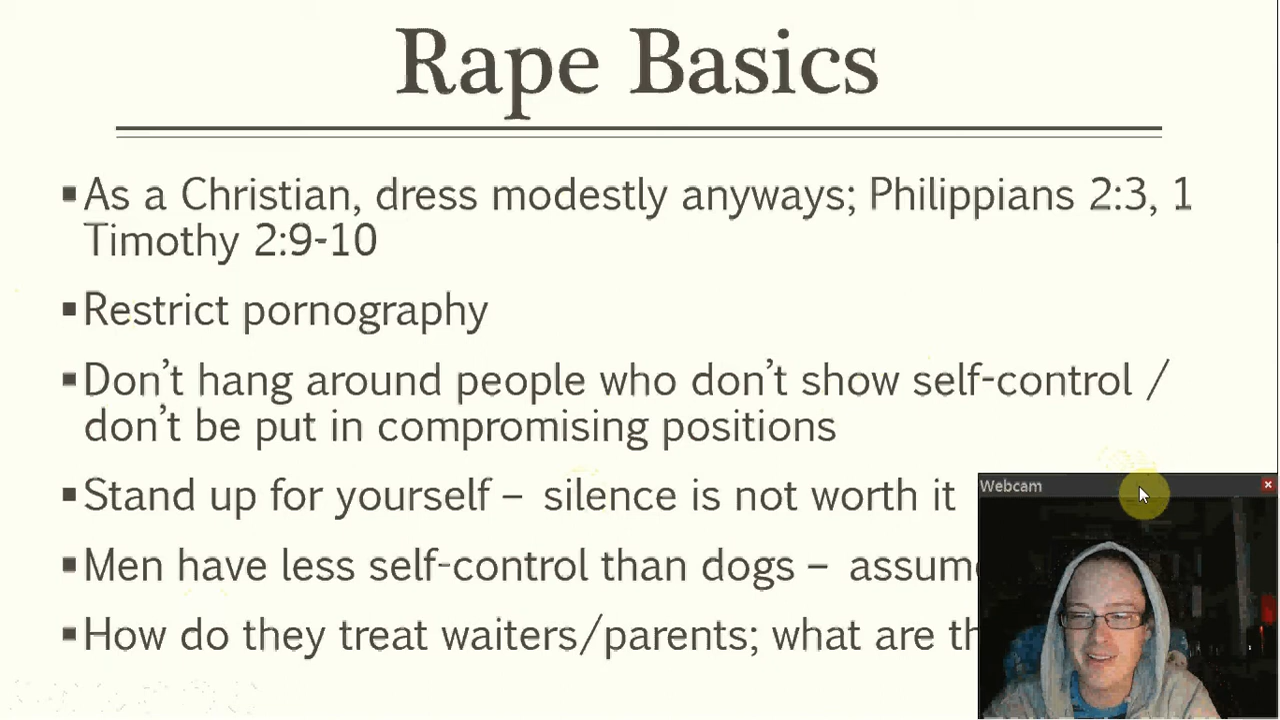 Rape Basics
▪As a Christian, dress modestly anyways; Philippians 2:3, 1
Timothy 2:9-10
▪Restrict pornography
▪Don’t hang around people who don’t show self-control /
don’t be put in compromising positions
▪Stand up for yourself – silence is not worth it
Webcam
▪Men have less self-control than dogs – assum
▪How do they treat waiters/parents; what are th